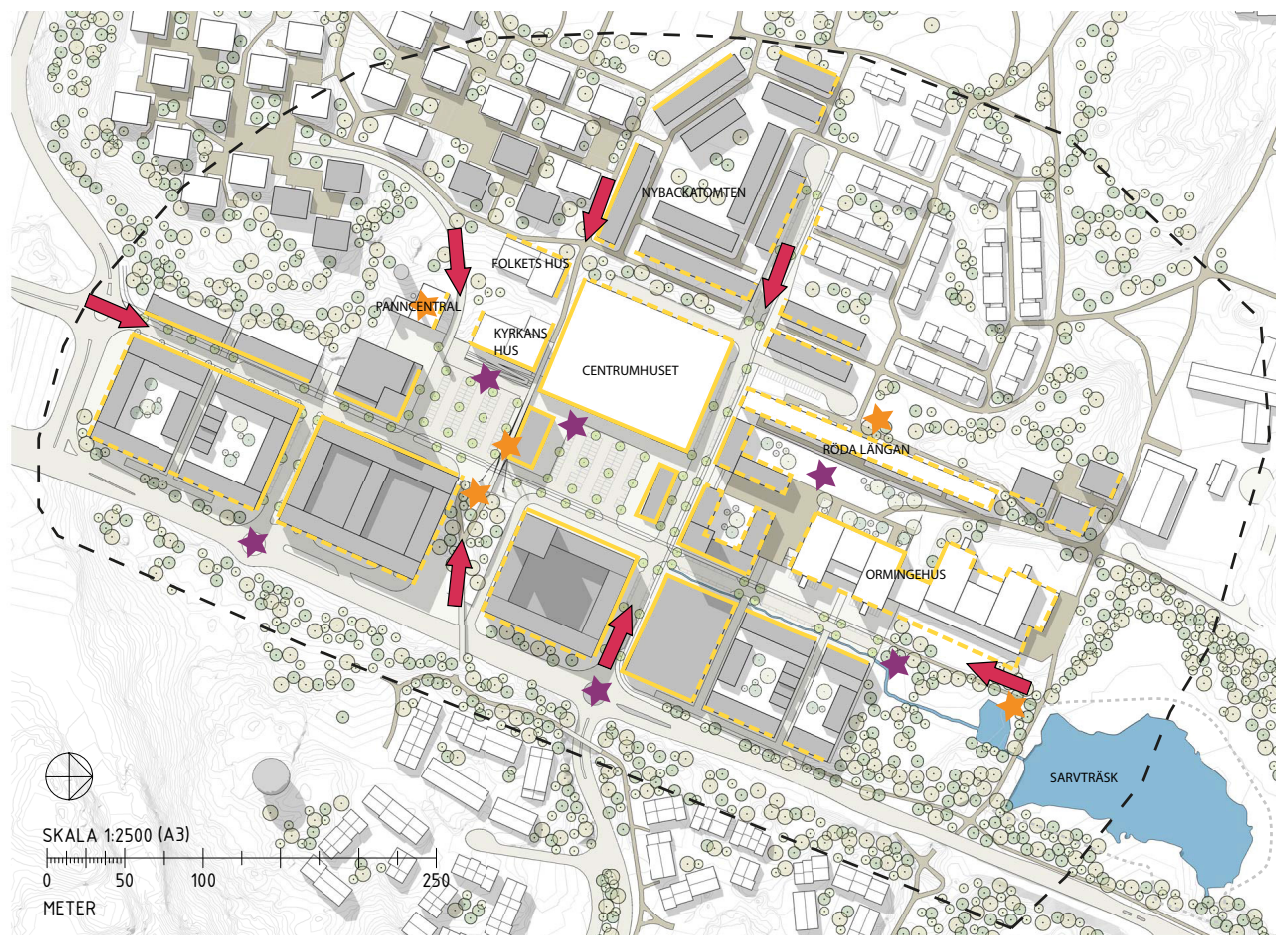 NYBACKATOMTEN
FOLKETS HUS
PANNCENTRAL
KYRKANS
HUS
CENTRUMHUSET
RÖDA LÄNGAN
ORMINGEHUS
SARVTRÄSK
SKALA 1:2500 (A3)
0 50 100 250
METER